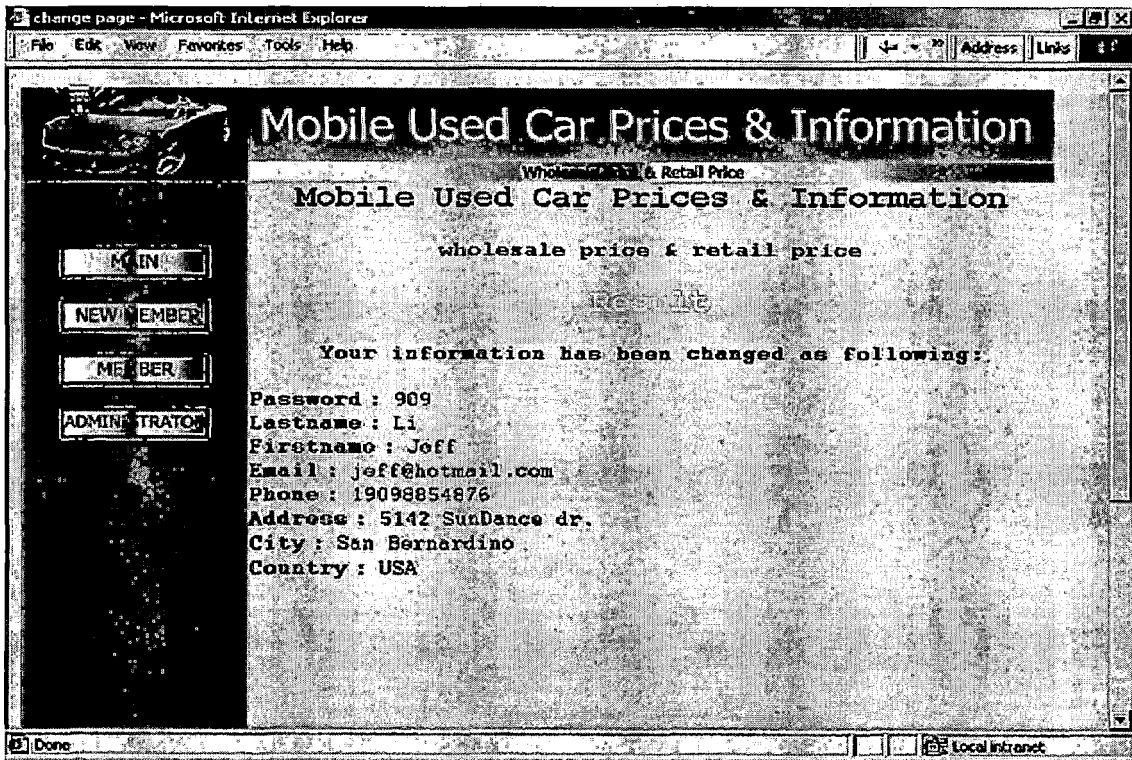 change page - Microsoft Internet Explorer
File Edit View Favorites Tools Help
Address Links
Mobile Used Car Prices & Information
& Retail Price
Mobile Used Car Prices & Information
wholesale price & retail price
Result
MAIN
NEW MEMBER
MEMBER
ADMINISTRATOR
Your information has been changed as following:
Password : 909
Lastname : Li
Firstname : Jeff
Email : jeff@hotmail.com
Phone : 19098854876
Address : 5142 SunDance dr.
City : San Bernardino
Country : USA
Done
Local intranet